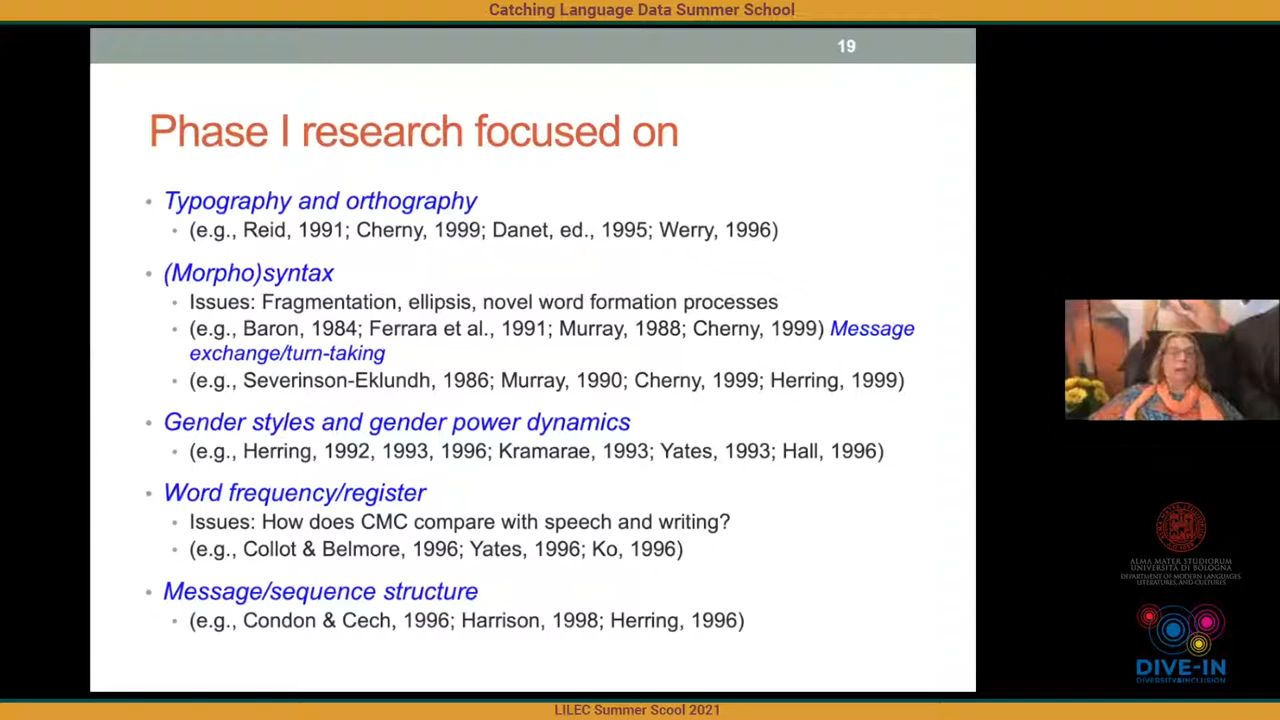 Catching Language Data Summer School
19
Phase I research focused on
• Typography and orthography
• (e.g., Reid, 1991; Cherny, 1999; Danet, ed., 1995; Werry, 1996)
• (Morpho)syntax
• Issues: Fragmentation, ellipsis, novel word formation processes
• (e.g., Baron, 1984; Ferrara et al., 1991; Murray, 1988; Cherny, 1999) Message
exchange/turn-taking
• (e.g., Severinson-Eklundh, 1986; Murray, 1990; Cherny, 1999; Herring, 1999)
• Gender styles and gender power dynamics
• (e.g., Herring, 1992, 1993, 1996; Kramarae, 1993; Yates, 1993; Hall, 1996)
• Word frequency/register
• Issues: How does CMC compare with speech and writing?
• (e.g., Collot & Belmore, 1996; Yates, 1996; Ko, 1996)
• Message/sequence structure
• (e.g., Condon & Cech, 1996; Harrison, 1998; Herring, 1996)
ALMA MATER STUDIORUM
UNIVERSITÀ DI BOLOGNA
DEPARTMENT OF MODERN LANGUAGES,
LITERATURES, AND CULTURES
DIVE-IN
DIVERSITY&INCLUSION
LILEC Summer Scool 2021